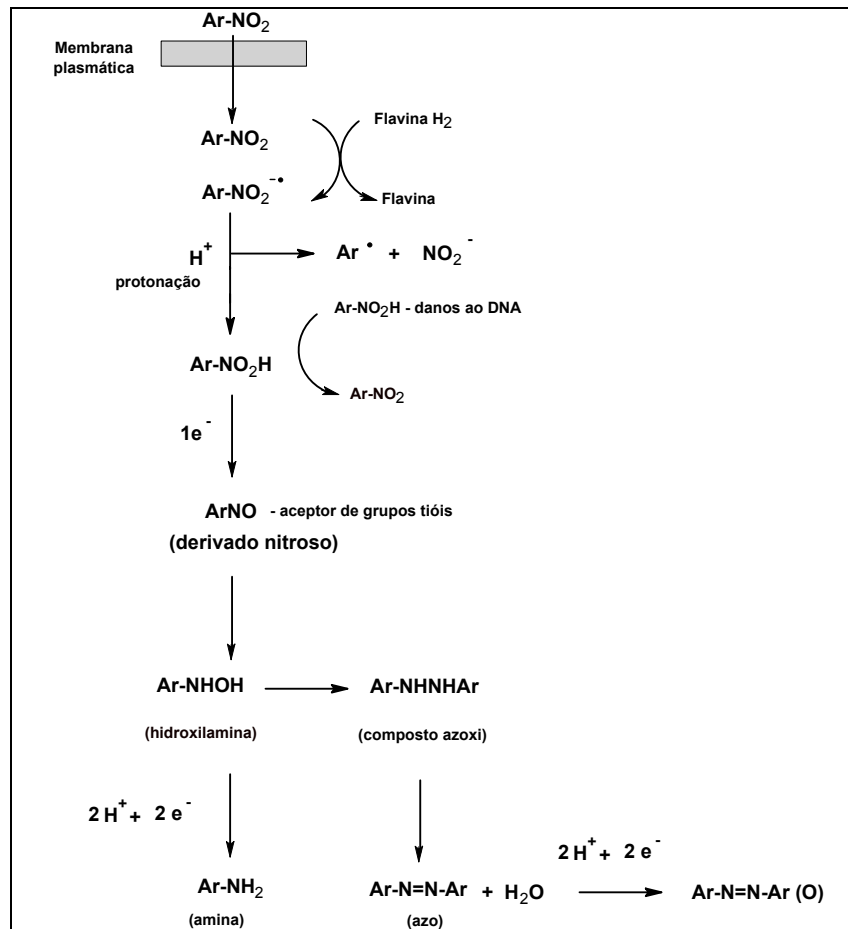 Ar-NO2
Membrana
plasmática
Ar-NO2
Flavina H2
Ar-NO2 −•
Flavina
H+
protonação
Ar • + NO2 -
Ar-NO2H - danos ao DNA
Ar-NO2H
Ar-NO2
1e -
ArNO - aceptor de grupos tióis
(derivado nitroso)
Ar-NHOH
Ar-NHNHAr
(hidroxilamina)
(composto azoxi)
2 H+ + 2 e-
2 H+ + 2 e-
Ar-NH2
(amina)
Ar-N=N-Ar + H2O
(azo)
Ar-N=N-Ar (O)